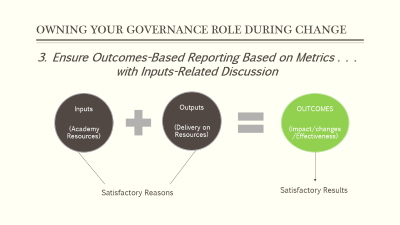 OWNING YOUR GOVERNANCE ROLE DURING CHANGE
3. Ensure Outcomes-Based Reporting Based on Metrics . . .
with Inputs-Related Discussion
Inputs
(Academy
Resources)
Outputs
(Delivery on
Resources)
OUTCOMES
(Impact/changes
/Effectiveness)
Satisfactory Reasons
Satisfactory Results